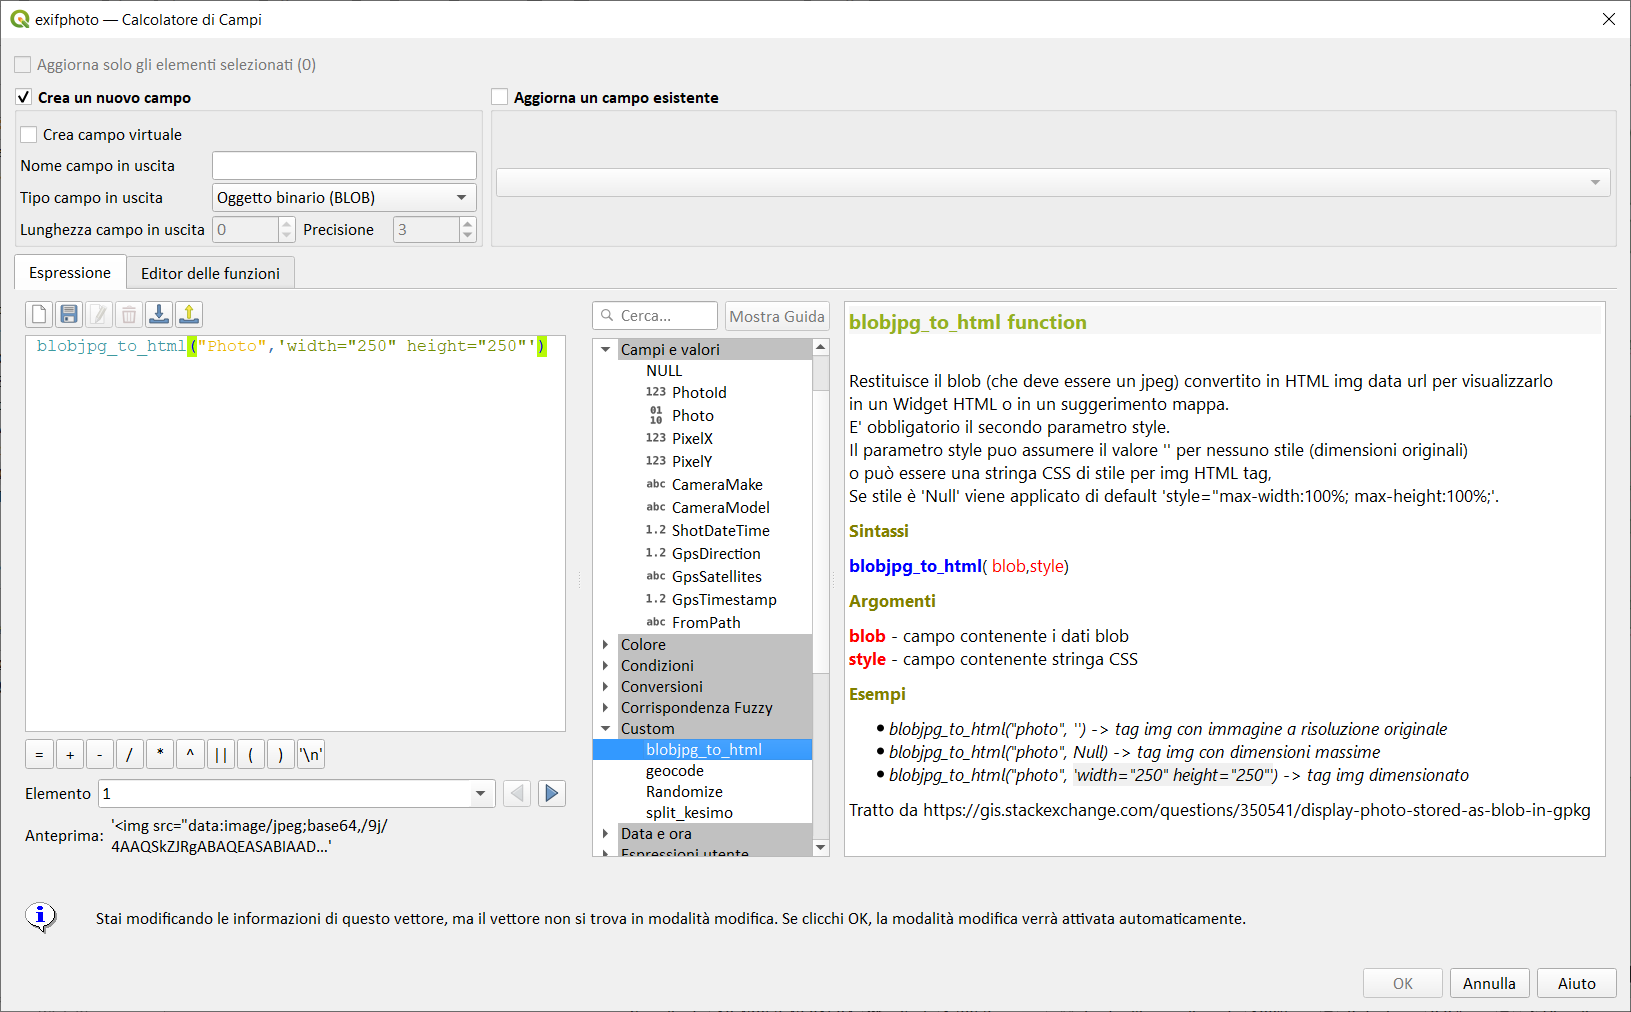 exifphoto — Calcolatore di Campi
Aggiorna solo gli elementi selezionati (0)
Crea un nuovo campo
Aggiorna un campo esistente
Crea campo virtuale
Nome campo in uscita
Tipo campo in uscita
Oggetto binario (BLOB)
Lunghezza campo in uscita
0
Precisione
3
Espressione
Editor delle funzioni
blobjpg_to_html("Photo",'width="250" height="250"')
=
+
-
/
*
^
||
(
)
'\n'
Elemento
1
Anteprima:
'<img src="data:image/jpeg;base64,/9j/
4AAQSkZJRgABAQEASABIAAD...'
Cerca...
Mostra Guida
Campi e valori
NULL
123 PhotoId
01
10
Photo
123 PixelX
123 PixelY
abc CameraMake
abc CameraModel
1.2 ShotDateTime
1.2 GpsDirection
abc GpsSatellites
1.2 GpsTimestamp
abc FromPath
Colore
Condizioni
Conversioni
Corrispondenza Fuzzy
Custom
blobjpg_to_html
geocode
Randomize
split_kesimo
Data e ora
Espressioni utente
blobjpg_to_html function
Restituisce il blob (che deve essere un jpeg) convertito in HTML img data url per visualizzarlo
in un Widget HTML o in un suggerimento mappa.
E' obbligatorio il secondo parametro style.
Il parametro style puo assumere il valore '' per nessuno stile (dimensioni originali)
o può essere una stringa CSS di stile per img HTML tag,
Se stile è 'Null' viene applicato di default 'style="max-width:100%; max-height:100%;'.
Sintassi
blobjpg_to_html( blob,style)
Argomenti
blob - campo contenente i dati blob
style - campo contenente stringa CSS
Esempi
• blobjpg_to_html("photo", '') -> tag img con immagine a risoluzione originale
• blobjpg_to_html("photo", Null) -> tag img con dimensioni massime
• blobjpg_to_html("photo", 'width="250" height="250"') -> tag img dimensionato
Tratto da https://gis.stackexchange.com/questions/350541/display-photo-stored-as-blob-in-gpkg
Stai modificando le informazioni di questo vettore, ma il vettore non si trova in modalità modifica. Se clicchi OK, la modalità modifica verrà attivata automaticamente.
OK
Annulla
Aiuto